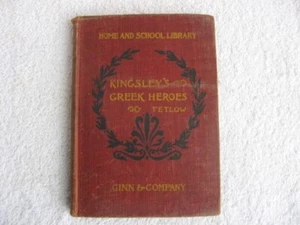 HOME AND SCHOOL LIBRARY
KINGSLEY'S
GREEK HEROES
TETLOW
GINN & COMPANY